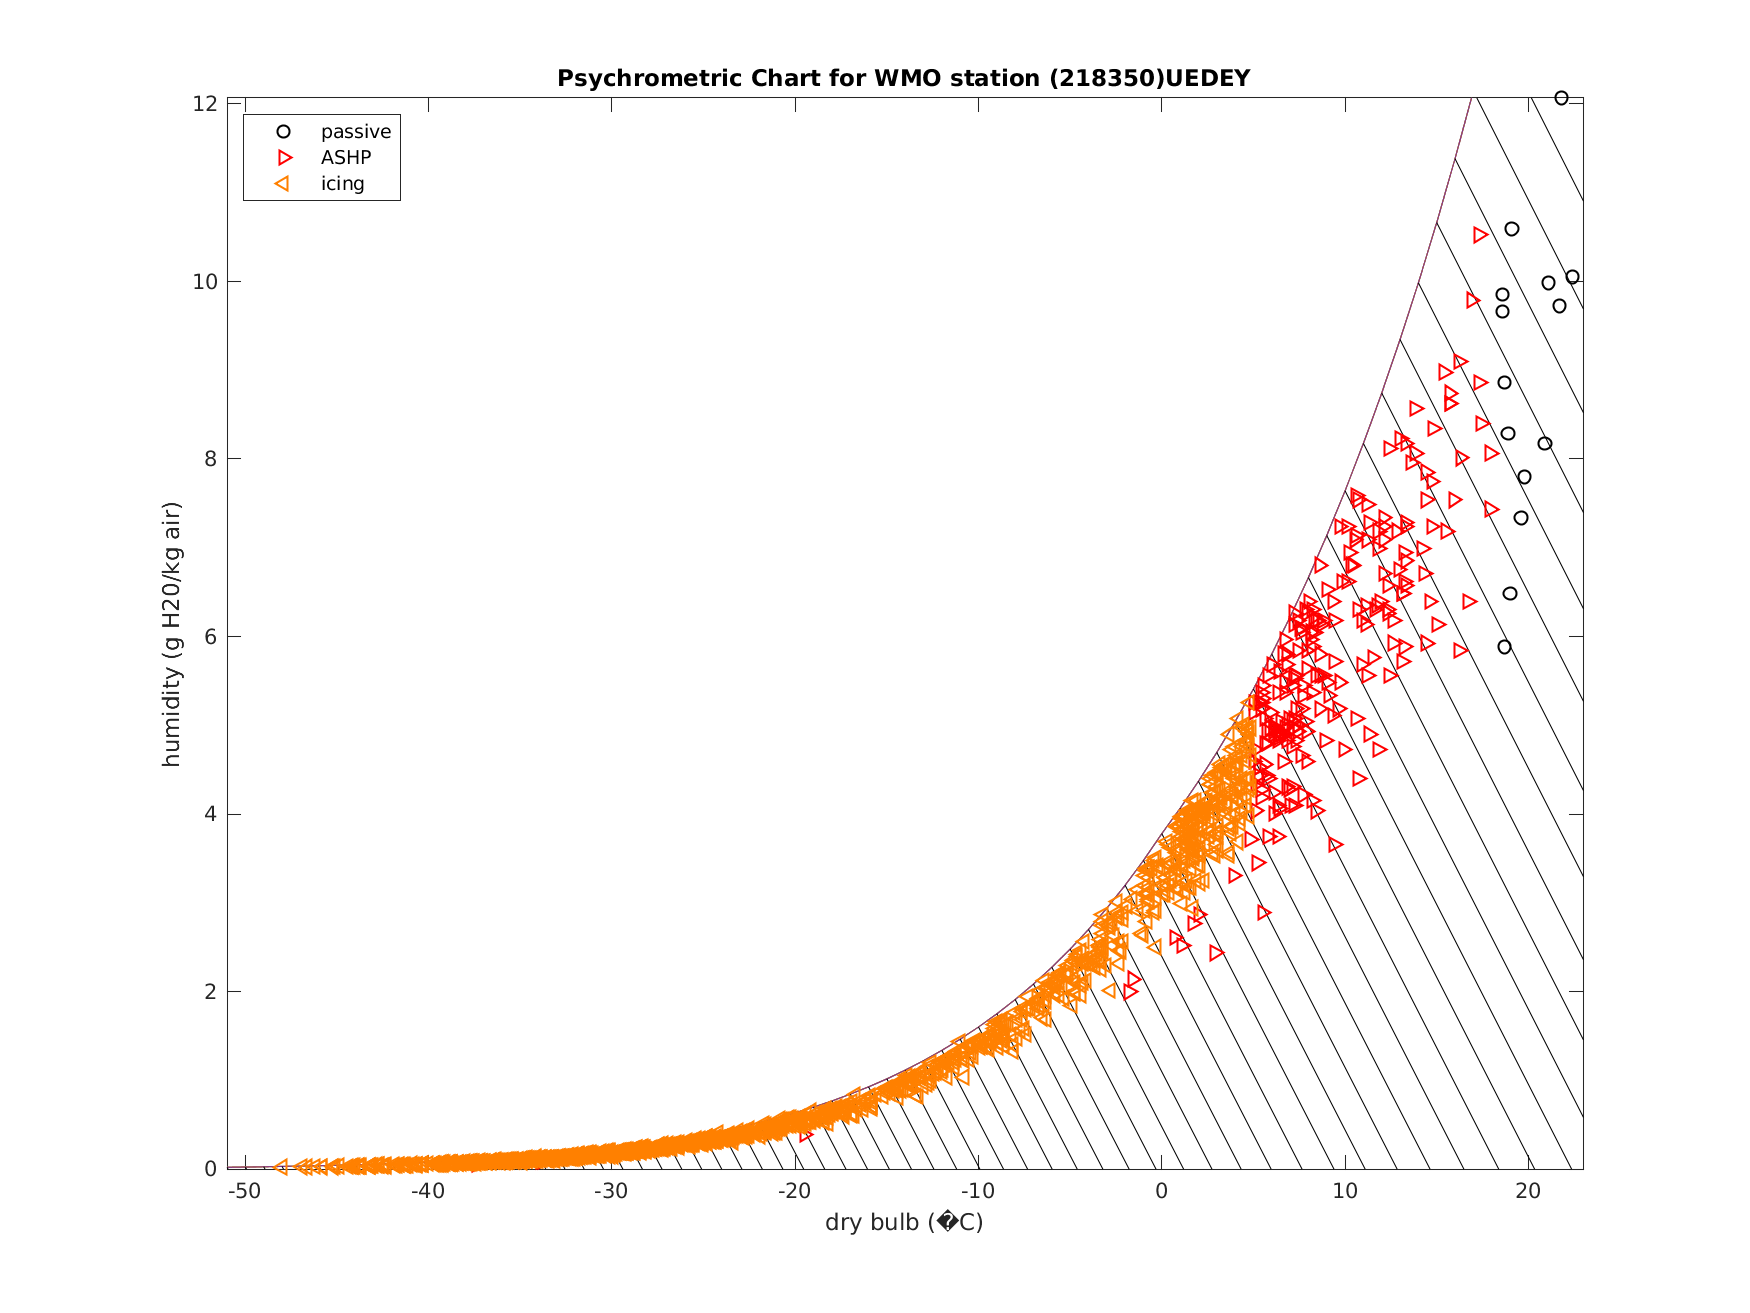 Psychrometric Chart for WMO station (218350)UEDEY
passive
ASHP
icing
12
10
8
6
4
2
0
humidity (g H20/kg air)
-50 -40 -30 -20 -10 0 10 20
dry bulb (�C)